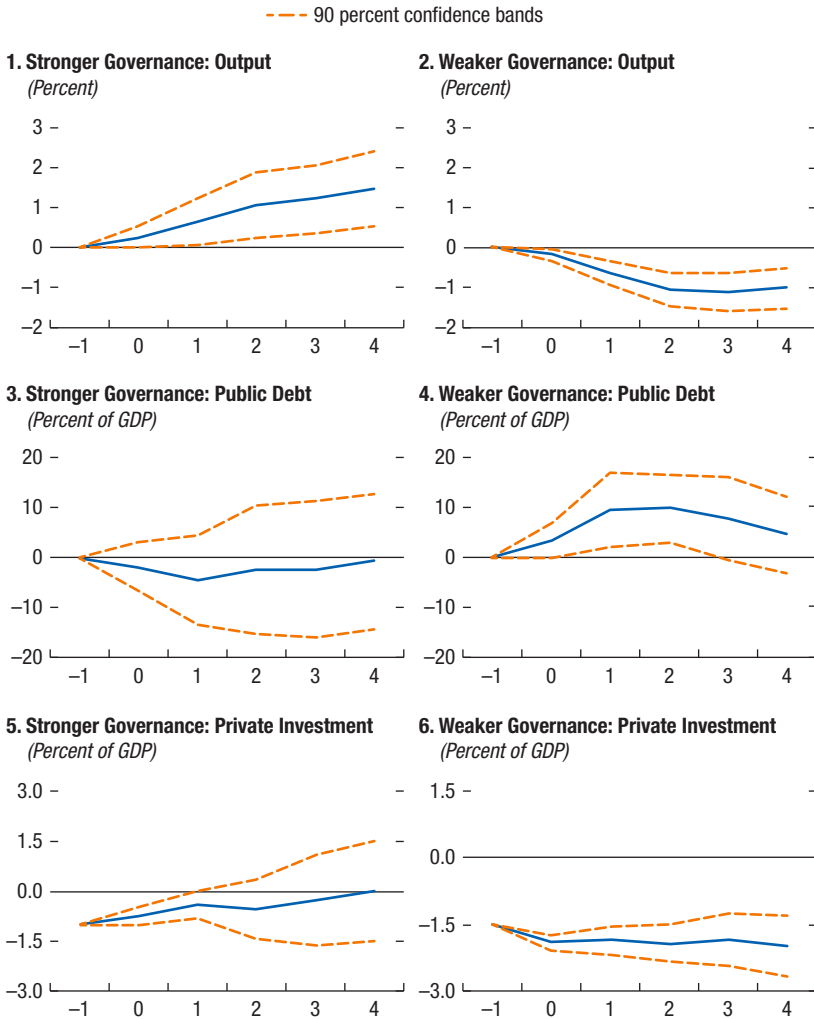 90 percent confidence bands
1. Stronger Governance: Output
(Percent)
3
2
1
0
–1
–2
–1 0 1 2 3 4
2. Weaker Governance: Output
(Percent)
3
2
1
0
–1
–2
–1 0 1 2 3 4
3. Stronger Governance: Public Debt
(Percent of GDP)
20
10
0
–10
–20
–1 0 1 2 3 4
4. Weaker Governance: Public Debt
(Percent of GDP)
20
10
0
–10
–20
–1 0 1 2 3 4
5. Stronger Governance: Private Investment
(Percent of GDP)
3.0
1.5
0.0
–1.5
–3.0
–1 0 1 2 3 4
6. Weaker Governance: Private Investment
(Percent of GDP)
1.5
0.0
–1.5
–3.0
–1 0 1 2 3 4